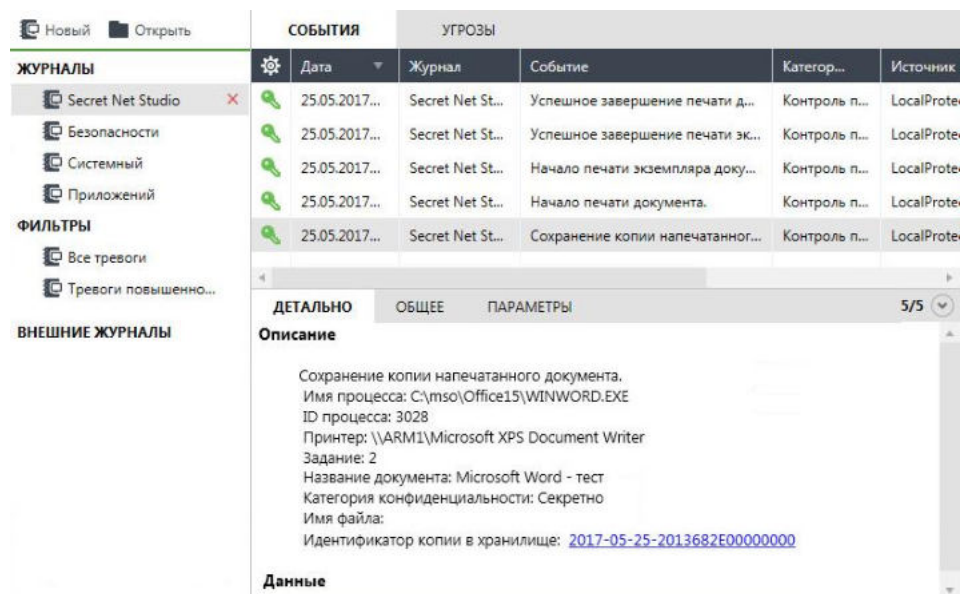 Новый Открыть
СОБЫТИЯ УГРОЗЫ
ЖУРНАЛЫ
Secret Net Studio
Безопасности
Системный
Приложений
ФИЛЬТРЫ
Все тревоги
Тревоги повышенно...
ВНЕШНИЕ ЖУРНАЛЫ
Дата Журнал Событие Категор... Источник
25.05.2017... Secret Net St... Успешное завершение печати д... Контроль п... LocalProte
25.05.2017... Secret Net St... Успешное завершение печати эк... Контроль п... LocalProte
25.05.2017... Secret Net St... Начало печати экземпляра доку... Контроль п... LocalProte
25.05.2017... Secret Net St... Начало печати документа. Контроль п... LocalProte
25.05.2017... Secret Net St... Сохранение копии напечатанног... Контроль п... LocalProte
ДЕТАЛЬНО ОБЩЕЕ ПАРАМЕТРЫ 5/5
Описание
Сохранение копии напечатанного документа.
Имя процесса: C:\mso\Office15\WINWORD.EXE
ID процесса: 3028
Принтер: \\ARM1\Microsoft XPS Document Writer
Задание: 2
Название документа: Microsoft Word - тест
Категория конфиденциальности: Секретно
Имя файла:
Идентификатор копии в хранилище: 2017-05-25-2013682E00000000
Данные